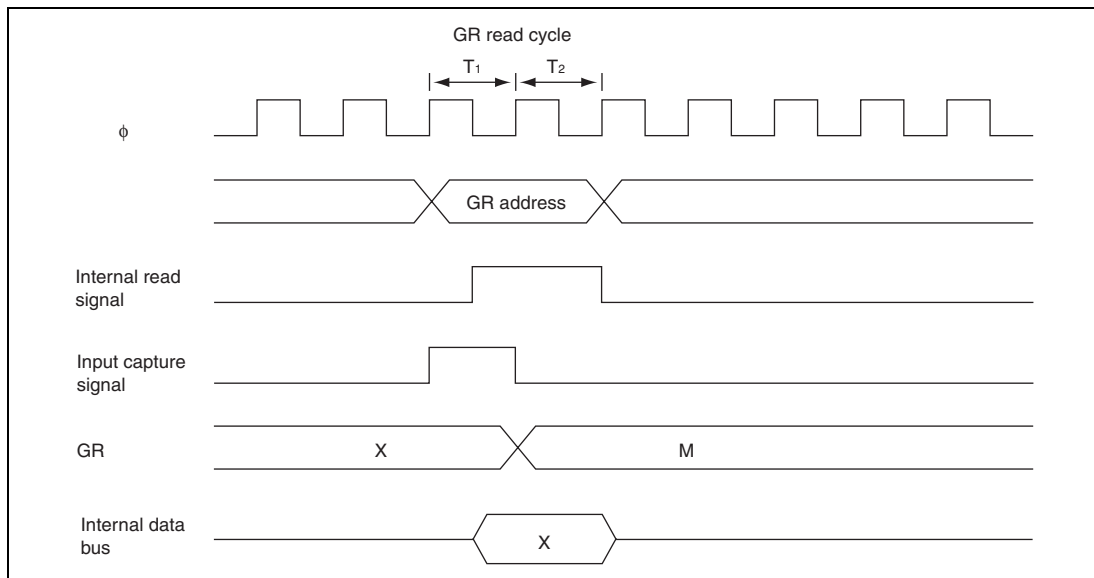 GR read cycle
T1 T2
ϕ
GR address
Internal read
signal
Input capture
signal
GR X M
Internal data
bus X